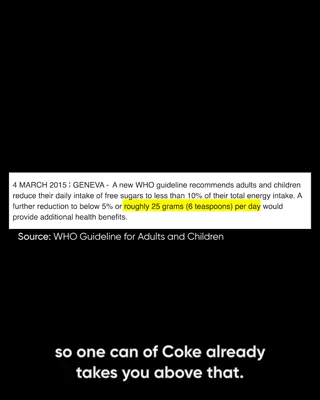 4 MARCH 2015 ¦ GENEVA - A new WHO guideline recommends adults and children
reduce their daily intake of free sugars to less than 10% of their total energy intake. A
further reduction to below 5% or roughly 25 grams (6 teaspoons) per day would
provide additional health benefits.
Source: WHO Guideline for Adults and Children
so one can of Coke already
takes you above that.